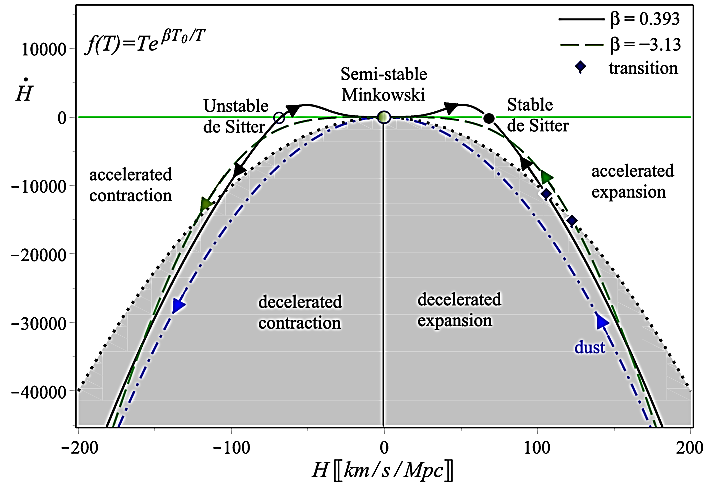 f(T)=Te^{βT₀/T}
β = 0.393
β = −3.13
transition
10000
0
−10000
−20000
−30000
−40000
Ḣ
Semi-stable
Minkowski
Unstable
de Sitter
Stable
de Sitter
accelerated
contraction
accelerated
expansion
decelerated
contraction
decelerated
expansion
dust
−200
−100
0
100
200
H [[km/s/Mpc]]